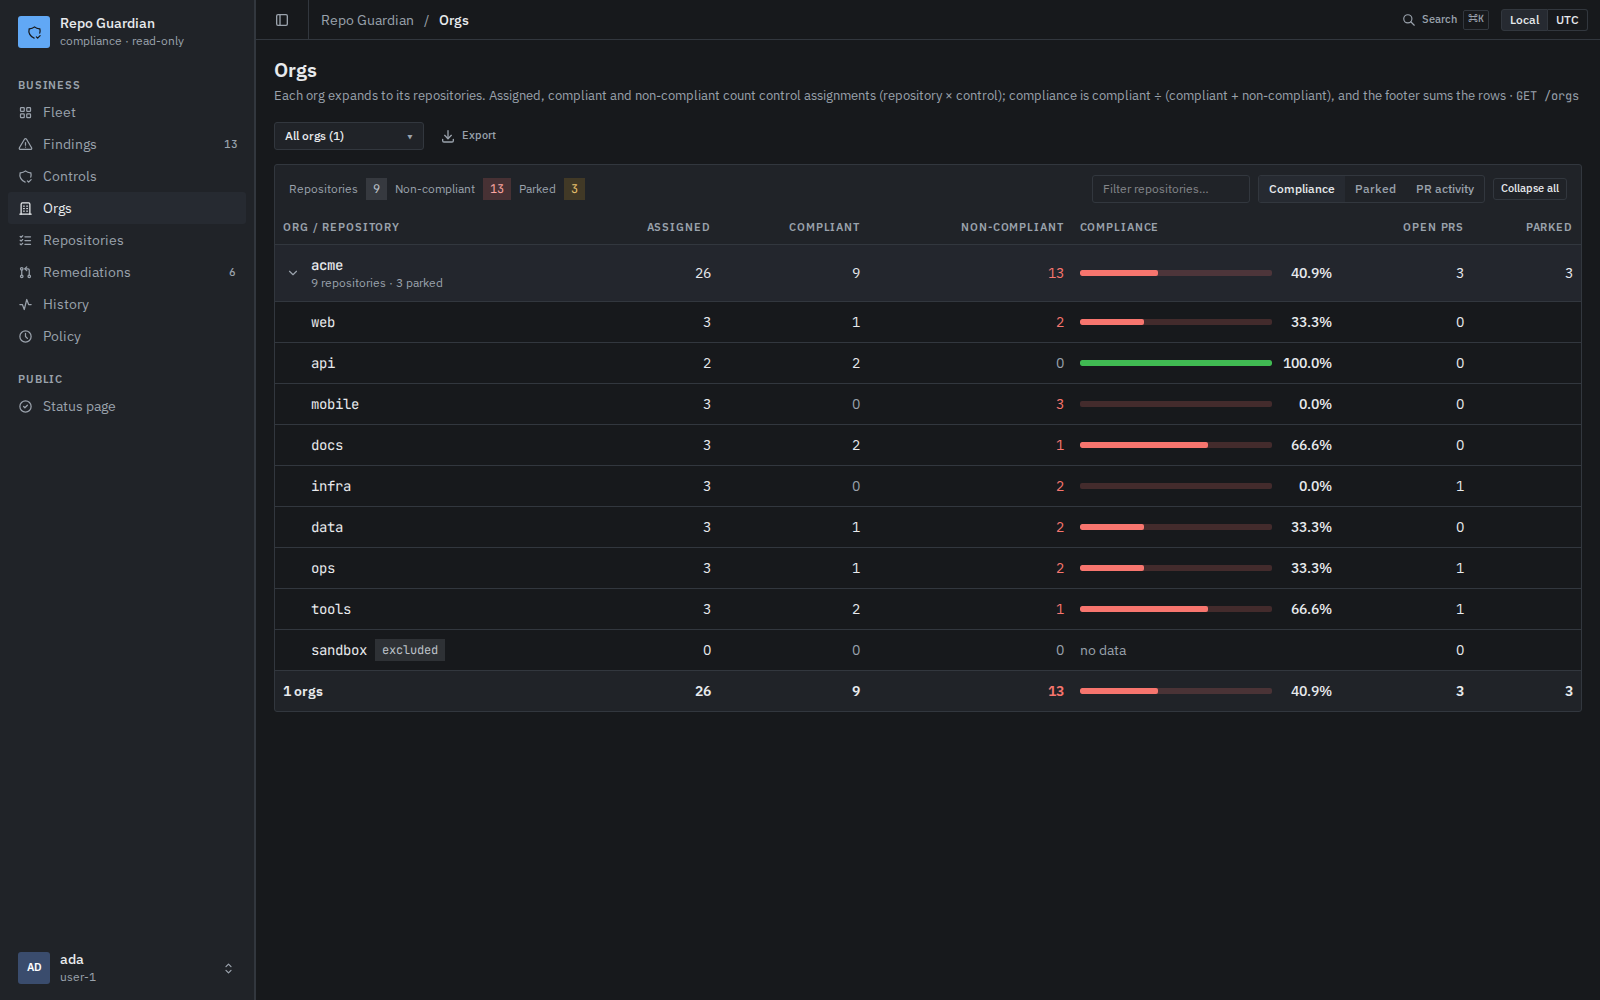 Repo Guardian
compliance · read-only
BUSINESS
Fleet
Findings 13
Controls
Orgs
Repositories
Remediations 6
History
Policy
PUBLIC
Status page
AD
ada
user-1
Repo Guardian / Orgs
Search ⌘K Local UTC
Orgs
Each org expands to its repositories. Assigned, compliant and non-compliant count control assignments (repository × control); compliance is compliant ÷ (compliant + non-compliant), and the footer sums the rows · GET /orgs
All orgs (1) Export
Repositories 9 Non-compliant 13 Parked 3 Filter repositories... Compliance Parked PR activity Collapse all
ORG / REPOSITORY ASSIGNED COMPLIANT NON-COMPLIANT COMPLIANCE OPEN PRS PARKED
acme 26 9 13 40.9% 3 3
9 repositories · 3 parked
web 3 1 2 33.3% 0
api 2 2 0 100.0% 0
mobile 3 0 3 0.0% 0
docs 3 2 1 66.6% 0
infra 3 0 2 0.0% 1
data 3 1 2 33.3% 0
ops 3 1 2 33.3% 1
tools 3 2 1 66.6% 1
sandbox excluded 0 0 0 no data 0
1 orgs 26 9 13 40.9% 3 3